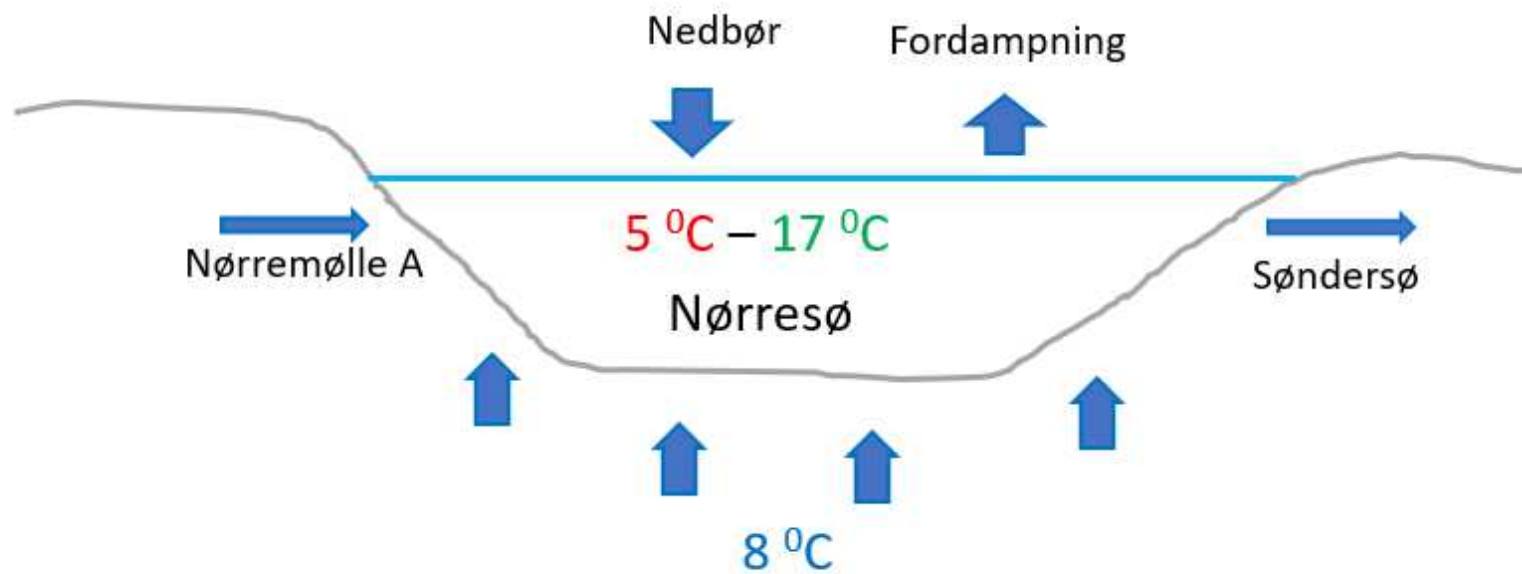 Nedbør
Fordampning
5 ⁰C – 17 ⁰C
Nørremølle A
Søndersø
Nørresø
8 ⁰C